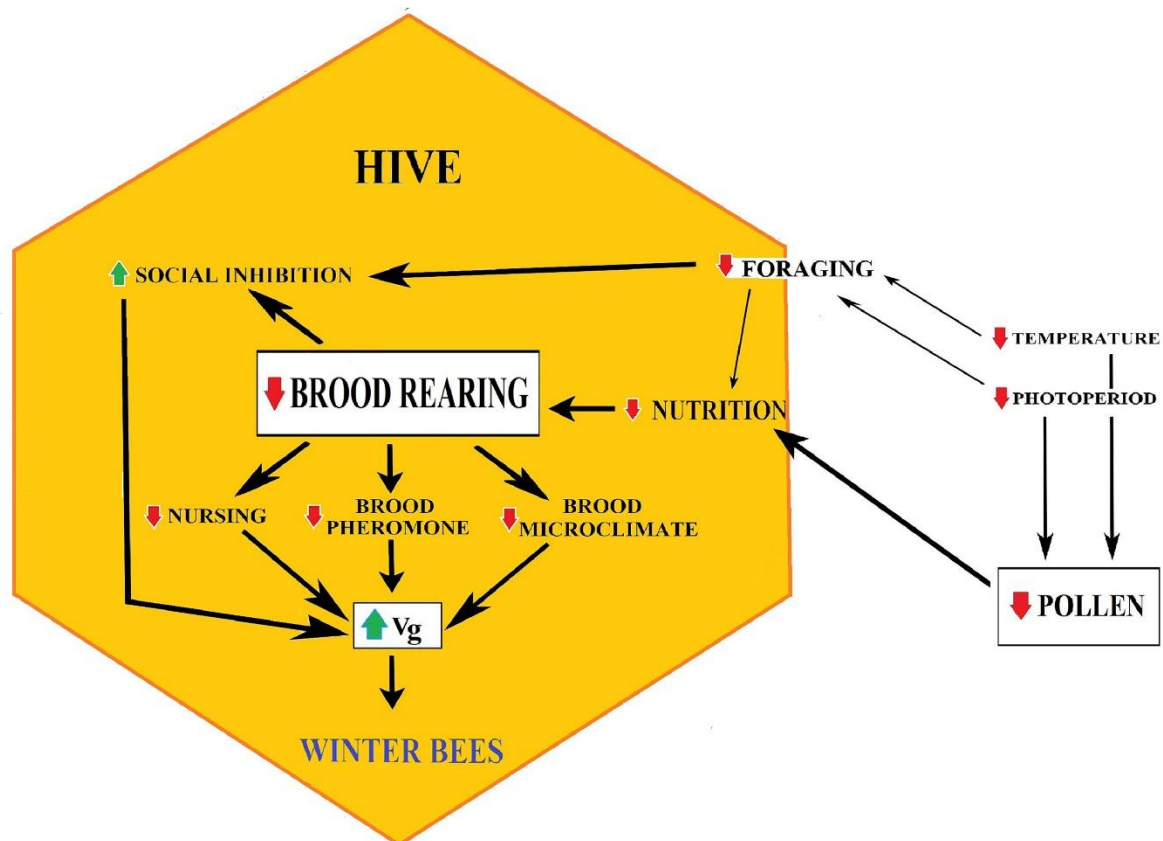 HIVE
SOCIAL INHIBITION
FORAGING
TEMPERATURE
PHOTOPERIOD
BROOD REARING
NUTRITION
NURSING
BROOD
PHEROMONE
BROOD
MICROCLIMATE
POLLEN
Vg
WINTER BEES